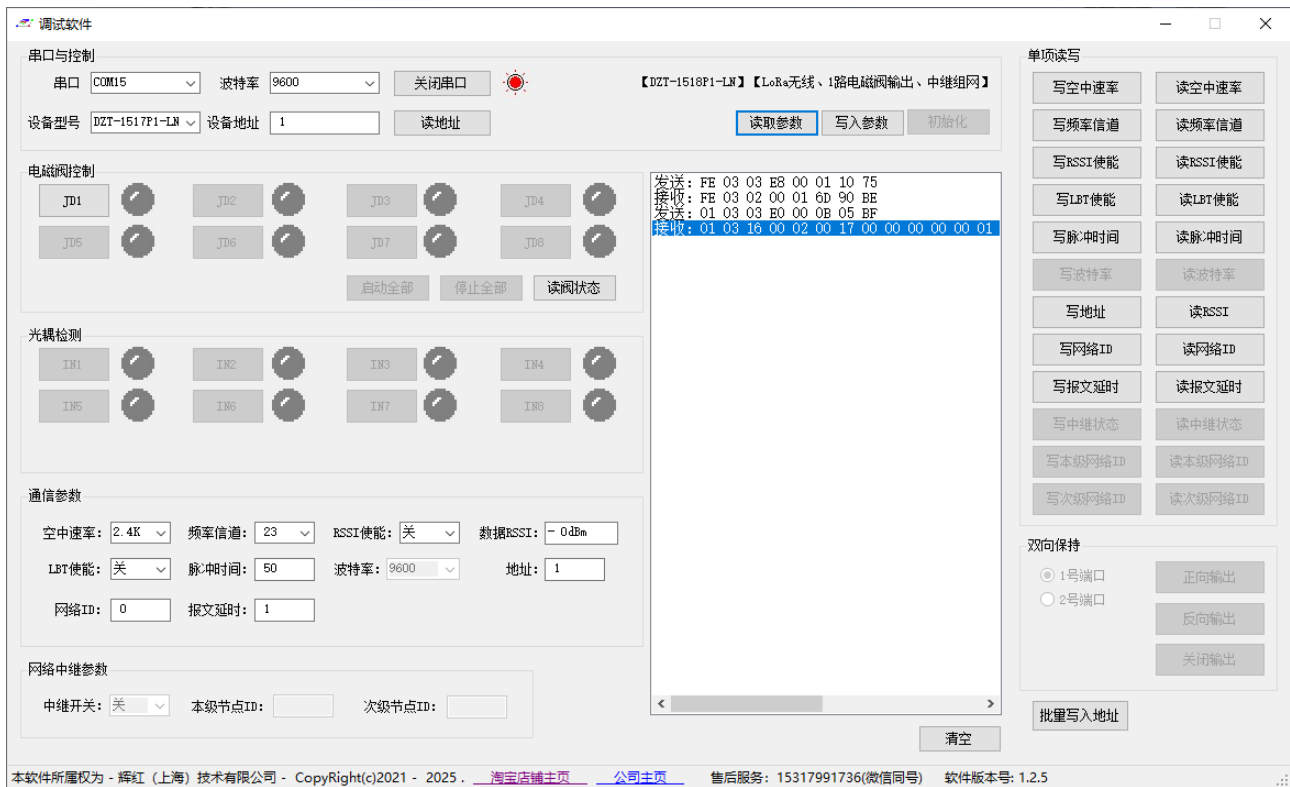 调试软件
串口与控制
串口 COM15 波特率 9600 关闭串口 【DZT-1518P1-LN】【LoRa无线、1路电磁阀输出、中继组网】
设备型号 DZT-1517P1-LN 设备地址 1 读地址 读取参数 写入参数 初始化
电磁阀控制
JD1 JD2 JD3 JD4
JD5 JD6 JD7 JD8
启动全部 停止全部 读阀状态
光耦检测
IN1 IN2 IN3 IN4
IN5 IN6 IN7 IN8
通信参数
空中速率: 2.4K 频率信道: 23 RSSI使能: 关 数据RSSI: - 0dBm
LBT使能: 关 脉冲时间: 50 波特率: 9600 地址: 1
网络ID: 0 报文延时: 1
网络中继参数
中继开关: 关 本级节点ID: 次级节点ID:
发送: FE 03 03 E8 00 01 10 75
接收: FE 03 02 00 01 6D 90 BE
发送: 01 03 03 E0 00 0B 05 BF
接收: 01 03 16 00 02 00 17 00 00 00 00 00 01
清空
单项读写
写空中速率 读空中速率
写频率信道 读频率信道
写RSSI使能 读RSSI使能
写LBT使能 读LBT使能
写脉冲时间 读脉冲时间
写波特率 读波特率
写地址 读RSSI
写网络ID 读网络ID
写报文延时 读报文延时
写中继状态 读中继状态
写本级网络ID 读本级网络ID
写次级网络ID 读次级网络ID
双向保持
1号端口 正向输出
2号端口
反向输出
关闭输出
批量写入地址
本软件所属权为 - 辉红（上海）技术有限公司 - CopyRight(c)2021 - 2025 . 淘宝店铺主页 公司主页 售后服务：15317991736(微信同号) 软件版本号: 1.2.5